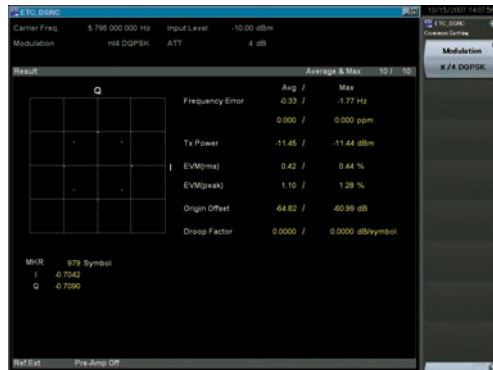 ETC_DSRC
10/15/2001 14:01:56
Carrier Freq. 5 796 000 000 Hz Input Level -10.00 dBm
Modulation π/4 DQPSK ATT 4 dB
ETC_DSRC
Common Setting
Modulation
π/4 DQPSK
Result Average & Max 10 / 10
Q
I
Avg / Max
Frequency Error -0.33 / -1.77 Hz
0.000 / 0.000 ppm
Tx Power -11.45 / -11.44 dBm
EVM(rms) 0.42 / 0.44 %
EVM(peak) 1.10 / 1.28 %
Origin Offset -64.82 / -60.99 dB
Droop Factor 0.0000 / 0.0000 dB/symbol
MKR 979 Symbol
I -0.7042
Q -0.7090
Ref.Ext Pre-Amp Off